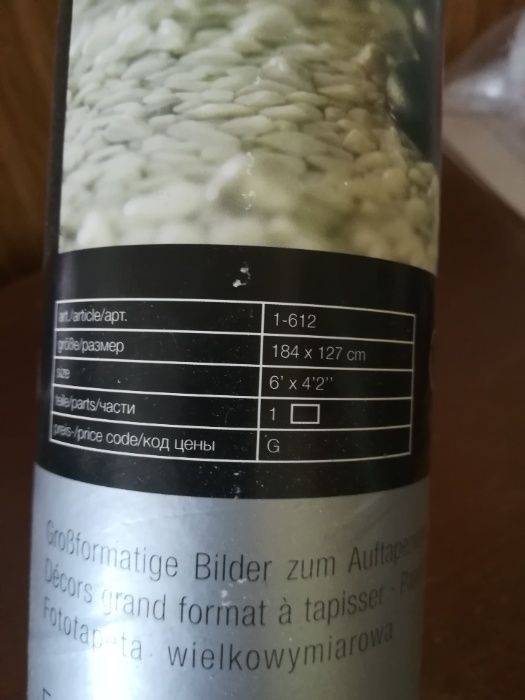 art./article/арт. 1-612
größe/размер 184 x 127 cm
size 6' x 4'2''
teile/parts/части 1
preis-/price code/код цены G
Großformatige Bilder zum
Décors grand format à tapisser ·
Fototapeta · wielkowymiarowa